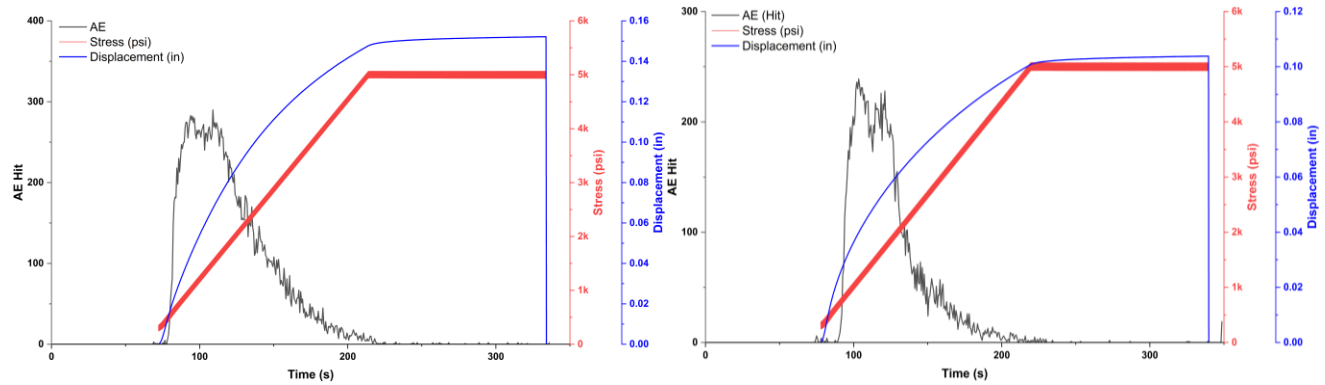 AE
Stress (psi)
Displacement (in)
400
300
200
100
0
AE Hit
0
100
200
300
Time (s)
6k
5k
4k
3k
2k
1k
0
Stress (psi)
0.16
0.14
0.12
0.10
0.08
0.06
0.04
0.02
0.00
Displacement (in)
AE (Hit)
Stress (psi)
Displacement (in)
300
200
100
0
AE Hit
0
100
200
300
Time (s)
6k
5k
4k
3k
2k
1k
0
Stress (psi)
0.12
0.10
0.08
0.06
0.04
0.02
0.00
Displacement (in)